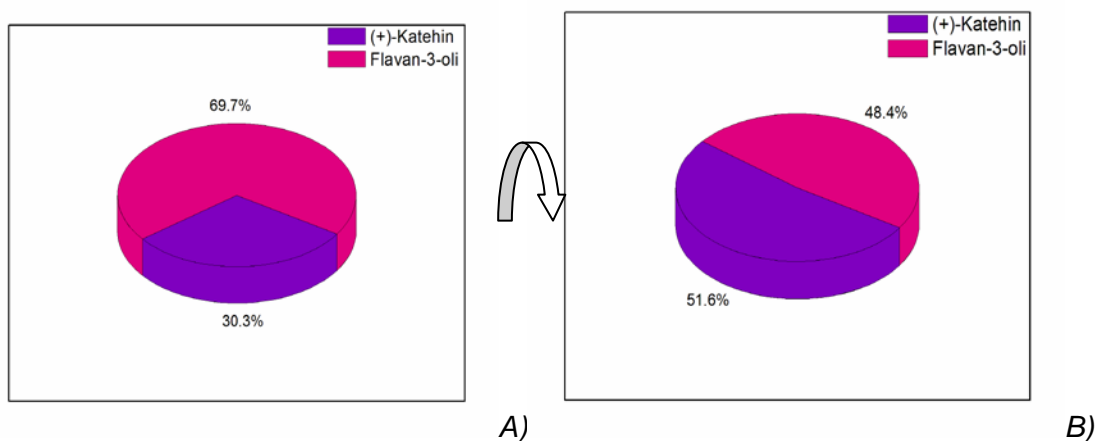 (+)-Katehin
Flavan-3-oli
69.7%
30.3%
A)
(+)-Katehin
Flavan-3-oli
48.4%
51.6%
B)